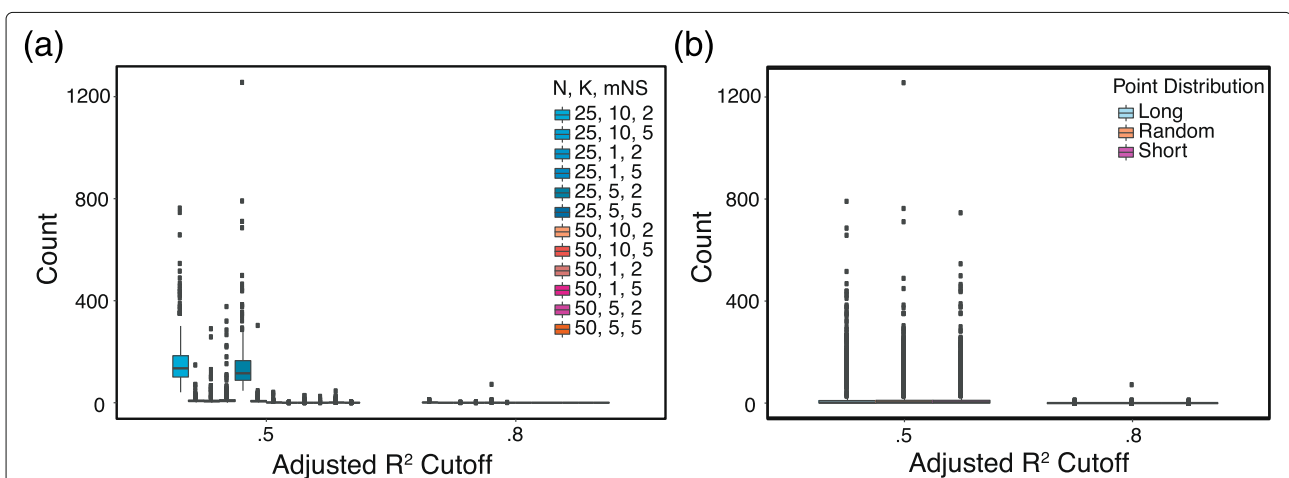 (a)
1200
800
400
0
Count
.5
.8
Adjusted R² Cutoff
N, K, mNS
25, 10, 2
25, 10, 5
25, 1, 2
25, 1, 5
25, 5, 2
25, 5, 5
50, 10, 2
50, 10, 5
50, 1, 2
50, 1, 5
50, 5, 2
50, 5, 5
(b)
1200
800
400
0
Count
.5
.8
Adjusted R² Cutoff
Point Distribution
Long
Random
Short